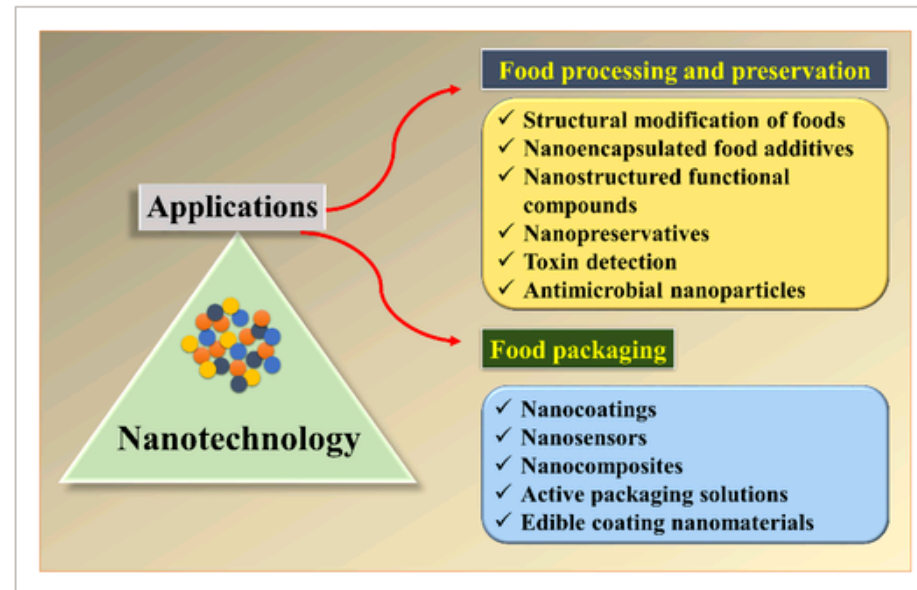 Applications
Nanotechnology
Food processing and preservation
✓ Structural modification of foods
✓ Nanoencapsulated food additives
✓ Nanostructured functional
compounds
✓ Nanopreservatives
✓ Toxin detection
✓ Antimicrobial nanoparticles
Food packaging
✓ Nanocoatings
✓ Nanosensors
✓ Nanocomposites
✓ Active packaging solutions
✓ Edible coating nanomaterials